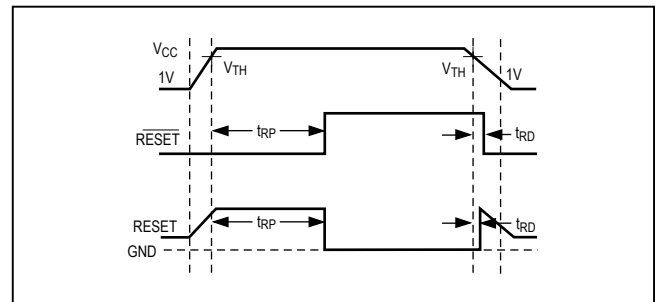 VCC
1V
VTH
VTH
1V
RESET
tRP
tRD
RESET
tRP
tRD
GND